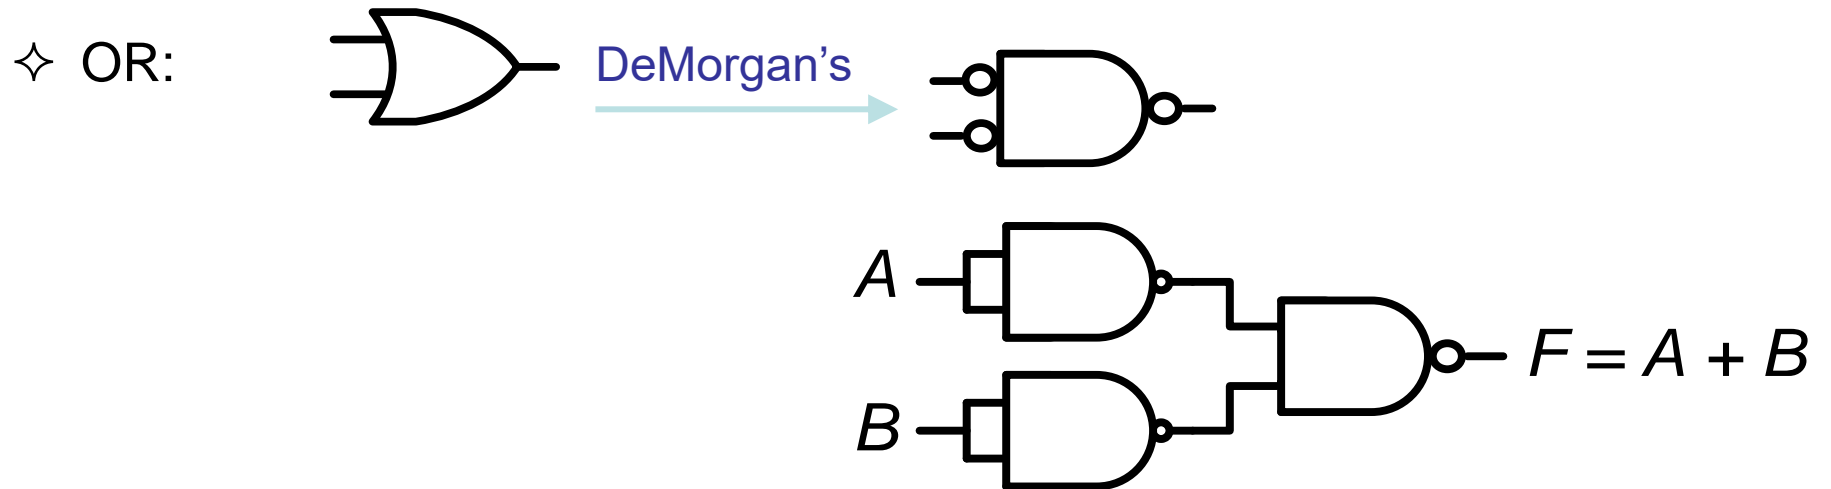 ✧ OR:
DeMorgan’s
A
F = A + B
B